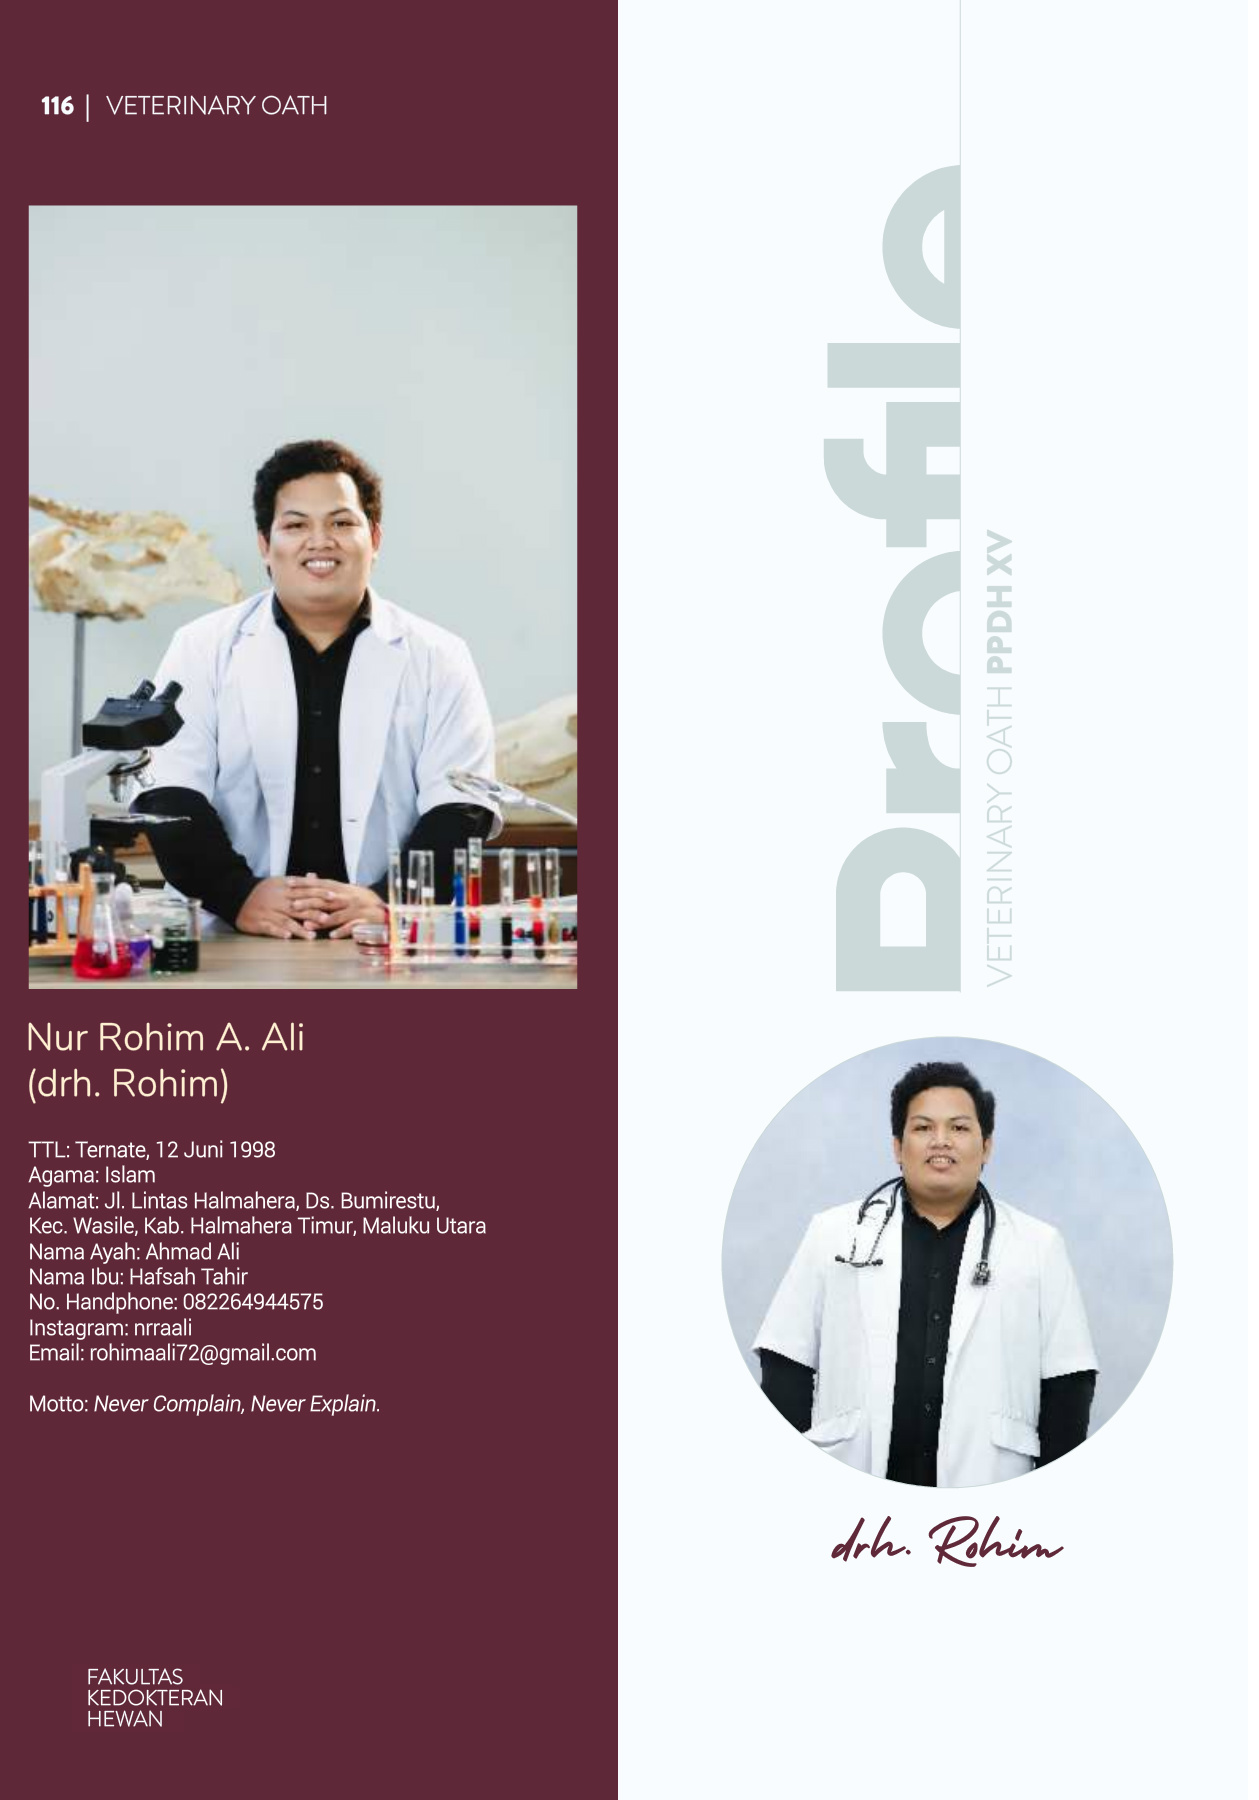 116 | VETERINARY OATH
Nur Rohim A. Ali
(drh. Rohim)
TTL: Ternate, 12 Juni 1998
Agama: Islam
Alamat: Jl. Lintas Halmahera, Ds. Bumirestu,
Kec. Wasile, Kab. Halmahera Timur, Maluku Utara
Nama Ayah: Ahmad Ali
Nama Ibu: Hafsah Tahir
No. Handphone: 082264944575
Instagram: nrraali
Email: rohimaali72@gmail.com
Motto: Never Complain, Never Explain.
FAKULTAS
KEDOKTERAN
HEWAN
Profile
VETERINARY OATH PPDH XV
drh. Rohim